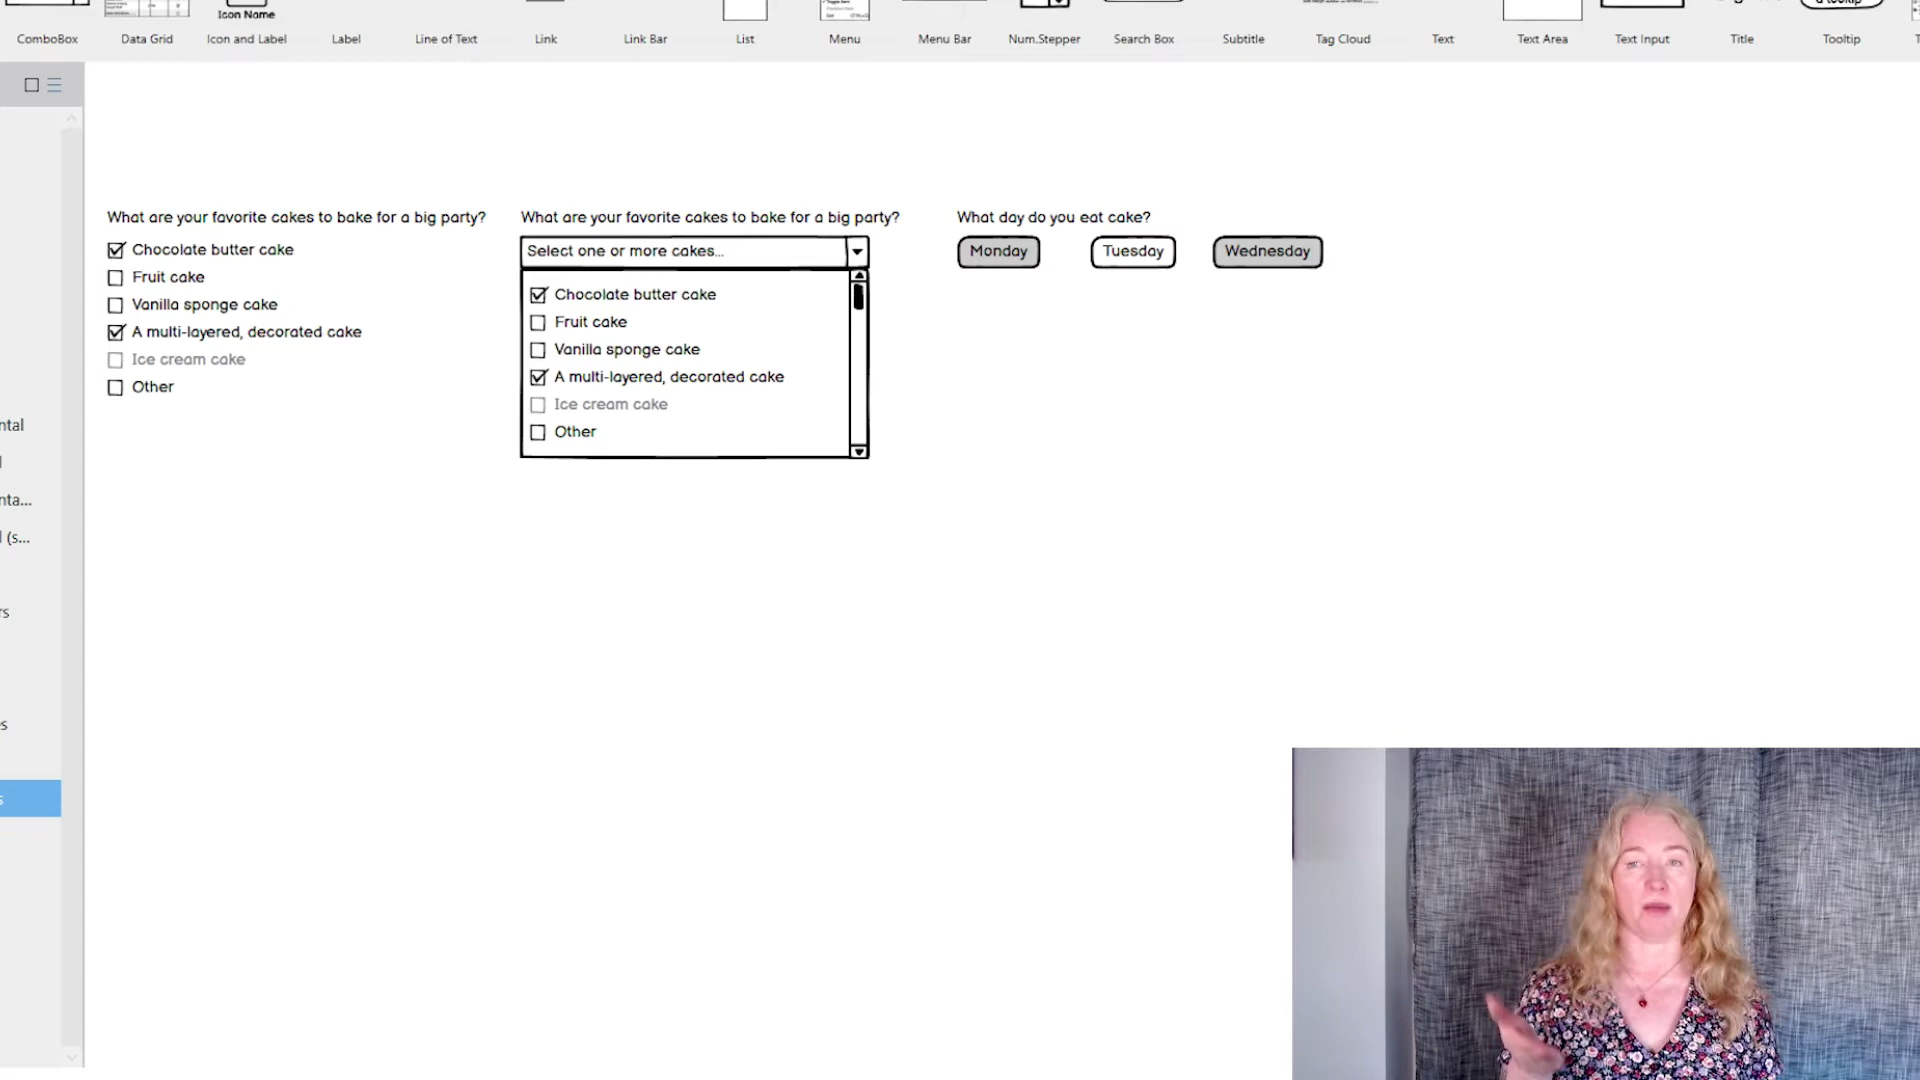 Icon Name
a tooltip
ComboBox
Data Grid
Icon and Label
Label
Line of Text
Link
Link Bar
List
Menu
Menu Bar
Num.Stepper
Search Box
Subtitle
Tag Cloud
Text
Text Area
Text Input
Title
Tooltip
What are your favorite cakes to bake for a big party?
Chocolate butter cake
Fruit cake
Vanilla sponge cake
A multi-layered, decorated cake
Ice cream cake
Other
What are your favorite cakes to bake for a big party?
Select one or more cakes...
Chocolate butter cake
Fruit cake
Vanilla sponge cake
A multi-layered, decorated cake
Ice cream cake
Other
What day do you eat cake?
Monday
Tuesday
Wednesday
ntal
nta...
(s...
rs
s
s